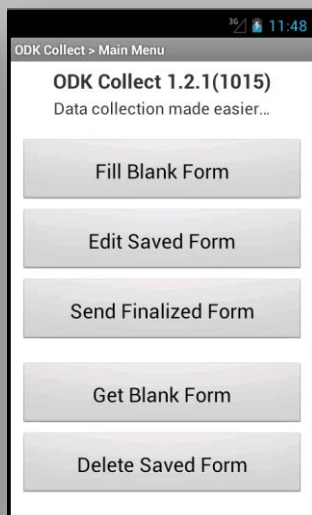 3G 11:48
ODK Collect > Main Menu
ODK Collect 1.2.1(1015)
Data collection made easier...
Fill Blank Form
Edit Saved Form
Send Finalized Form
Get Blank Form
Delete Saved Form